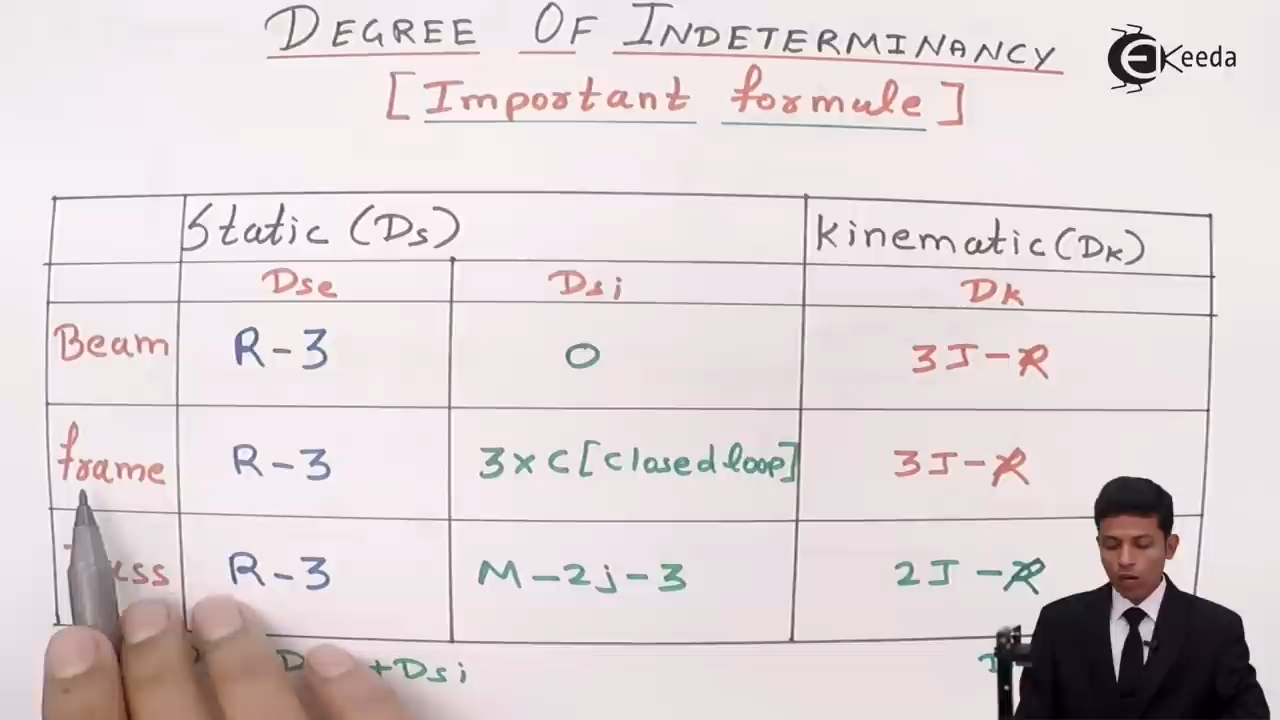 DEGREE OF INDETERMINANCY
Keeda
[Important formule]
Static (Ds)
kinematic (Dk)
Dse
Dsi
Dk
Beam
R-3
0
3J-R
frame
R-3
3×C [Closed loop]
3J-R
R-3
M-2j-3
2J-R
+Dsi